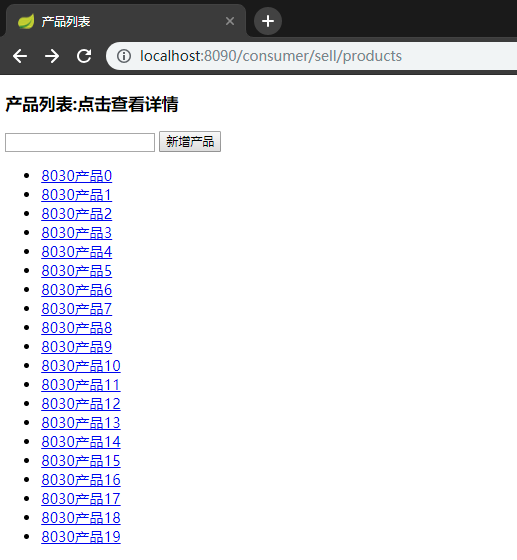 产品列表
localhost:8090/consumer/sell/products
产品列表:点击查看详情
新增产品
8030产品0
8030产品1
8030产品2
8030产品3
8030产品4
8030产品5
8030产品6
8030产品7
8030产品8
8030产品9
8030产品10
8030产品11
8030产品12
8030产品13
8030产品14
8030产品15
8030产品16
8030产品17
8030产品18
8030产品19